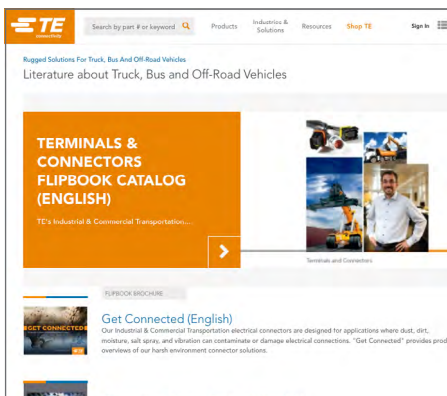 TE
connectivity
Search by part # or keyword
Products
Industries &
Solutions
Resources
Shop TE
Sign In
Rugged Solutions For Truck, Bus And Off-Road Vehicles
Literature about Truck, Bus and Off-Road Vehicles
TERMINALS &
CONNECTORS
FLIPBOOK CATALOG
(ENGLISH)
TE's Industrial & Commercial Transportation...
Terminals and Connectors
FLIPBOOK BROCHURE
GET CONNECTED
Get Connected (English)
Our Industrial & Commercial Transportation electrical connectors are designed for applications where dust, dirt,
moisture, salt spray, and vibration can contaminate or damage electrical connections. "Get Connected" provides prod
overviews of our harsh environment connector solutions.